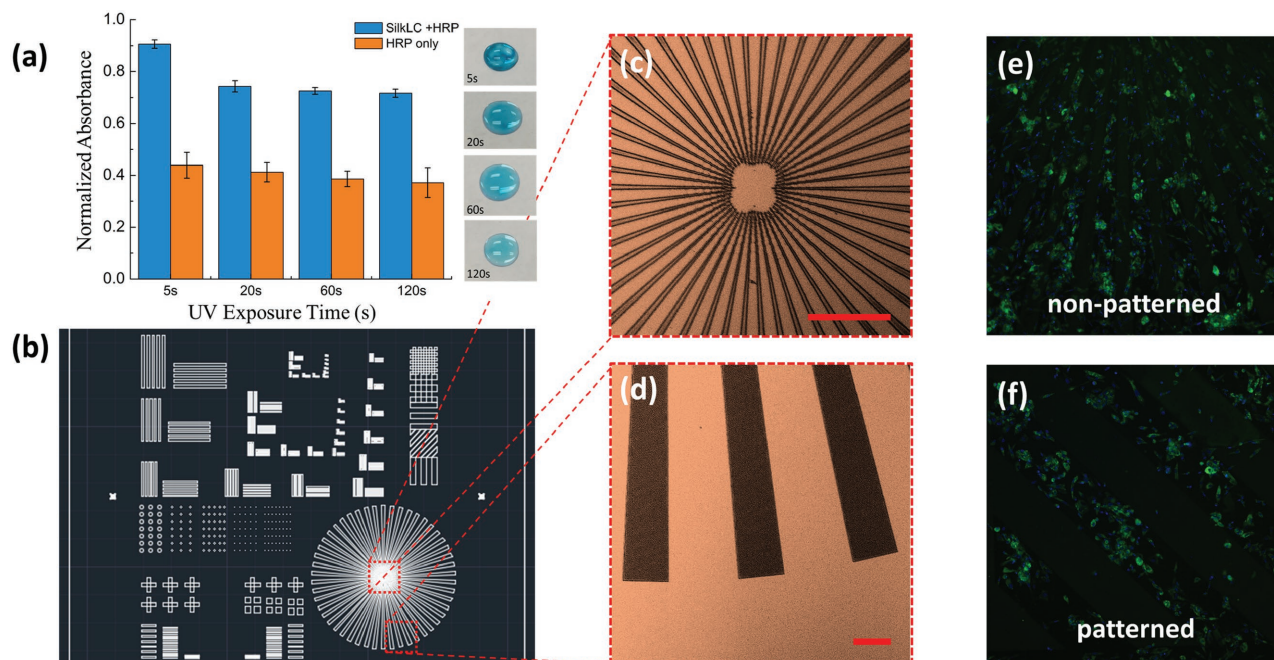 (a)
SilkLC +HRP
HRP only
Normalized Absorbance
1.0
0.8
0.6
0.4
0.2
0.0
5s
20s
60s
120s
UV Exposure Time (s)
5s
20s
60s
120s
(b)
(c)
(d)
(e)
non-patterned
(f)
patterned